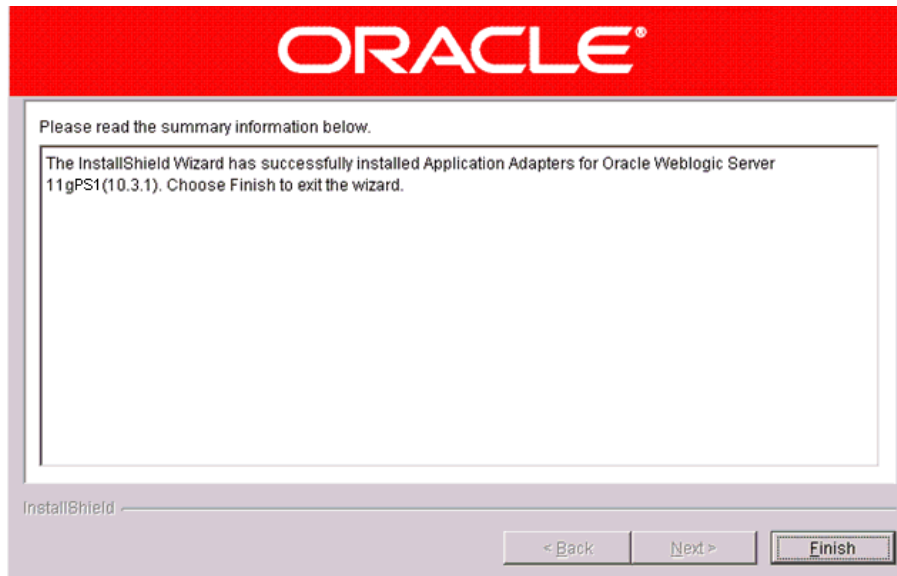 ORACLE®
Please read the summary information below.
The InstallShield Wizard has successfully installed Application Adapters for Oracle Weblogic Server
11gPS1(10.3.1). Choose Finish to exit the wizard.
InstallShield
< Back Next > Finish